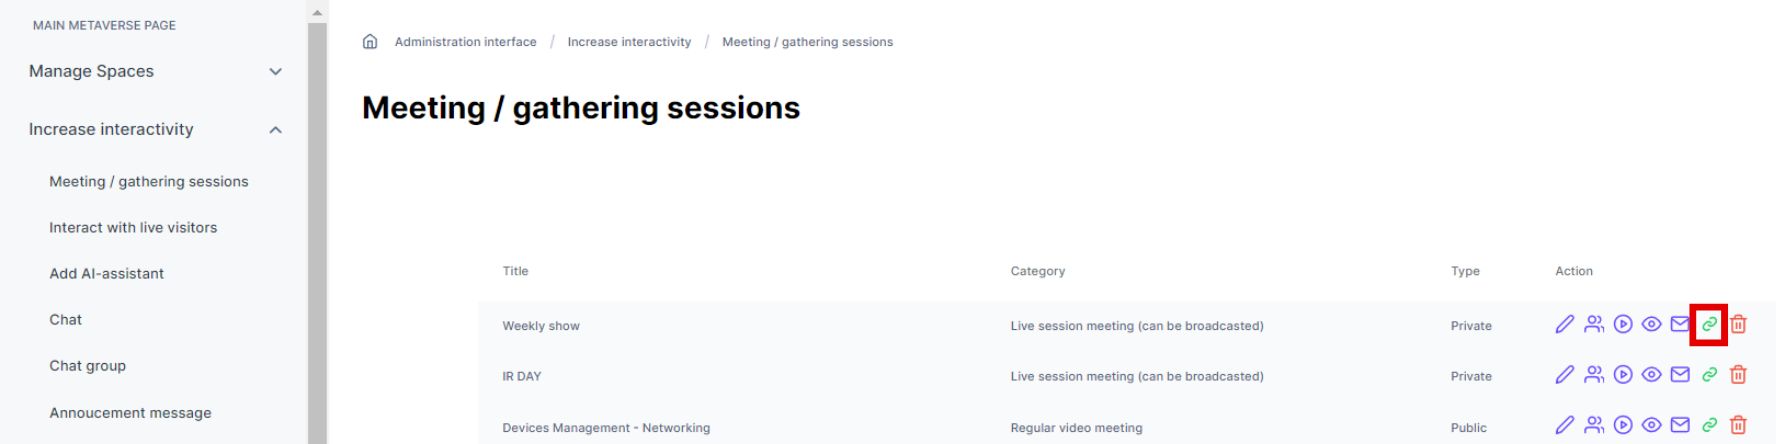 MAIN METAVERSE PAGE
Manage Spaces
Increase interactivity
Meeting / gathering sessions
Interact with live visitors
Add AI-assistant
Chat
Chat group
Annoucement message
Administration interface / Increase interactivity / Meeting / gathering sessions
Meeting / gathering sessions
Title Category Type Action
Weekly show Live session meeting (can be broadcasted) Private
IR DAY Live session meeting (can be broadcasted) Private
Devices Management - Networking Regular video meeting Public